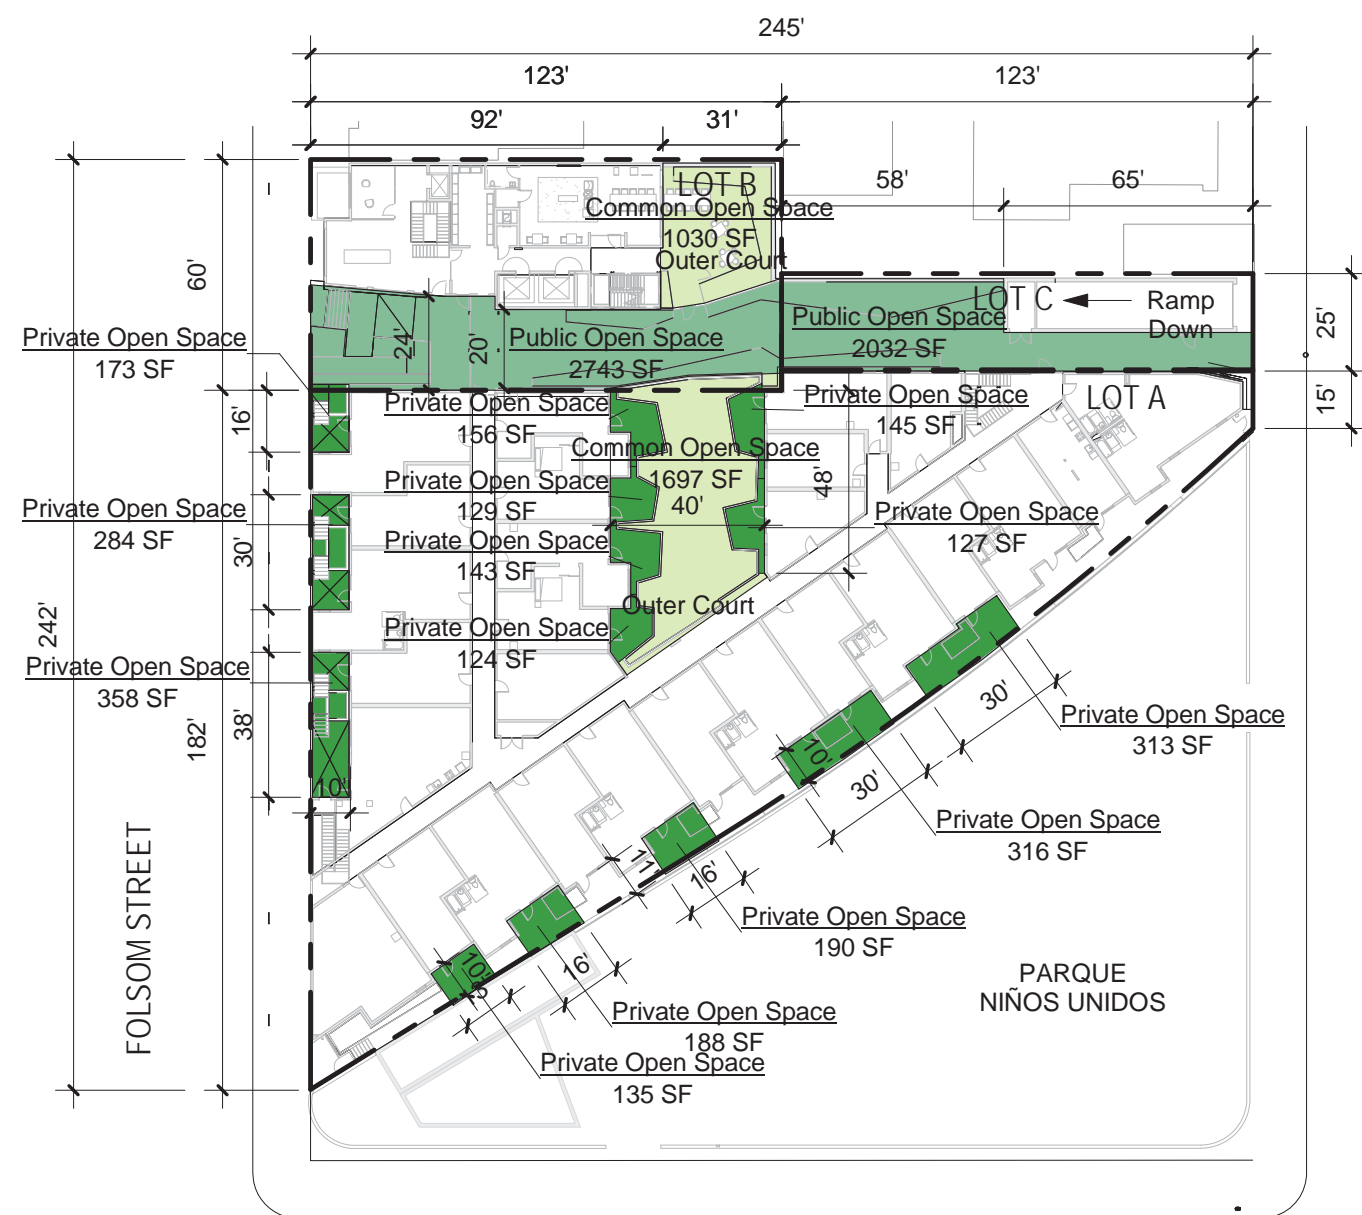 245'
123'
123'
92'
31'
58'
65'
LOT B
Common Open Space
1030 SF
Outer Court
60'
LOT C
Ramp
Down
25'
Public Open Space
2032 SF
24'
20'
Public Open Space
2743 SF
Private Open Space
173 SF
15'
LOT A
16'
Private Open Space
156 SF
Private Open Space
145 SF
Common Open Space
1697 SF
40'
48'
Private Open Space
129 SF
Private Open Space
284 SF
30'
Private Open Space
127 SF
Private Open Space
143 SF
Outer Court
Private Open Space
124 SF
242'
182'
Private Open Space
358 SF
38'
10'
30'
Private Open Space
313 SF
10'
30'
Private Open Space
316 SF
11'
16'
Private Open Space
190 SF
FOLSOM STREET
10'
16'
PARQUE
NIÑOS UNIDOS
Private Open Space
188 SF
Private Open Space
135 SF